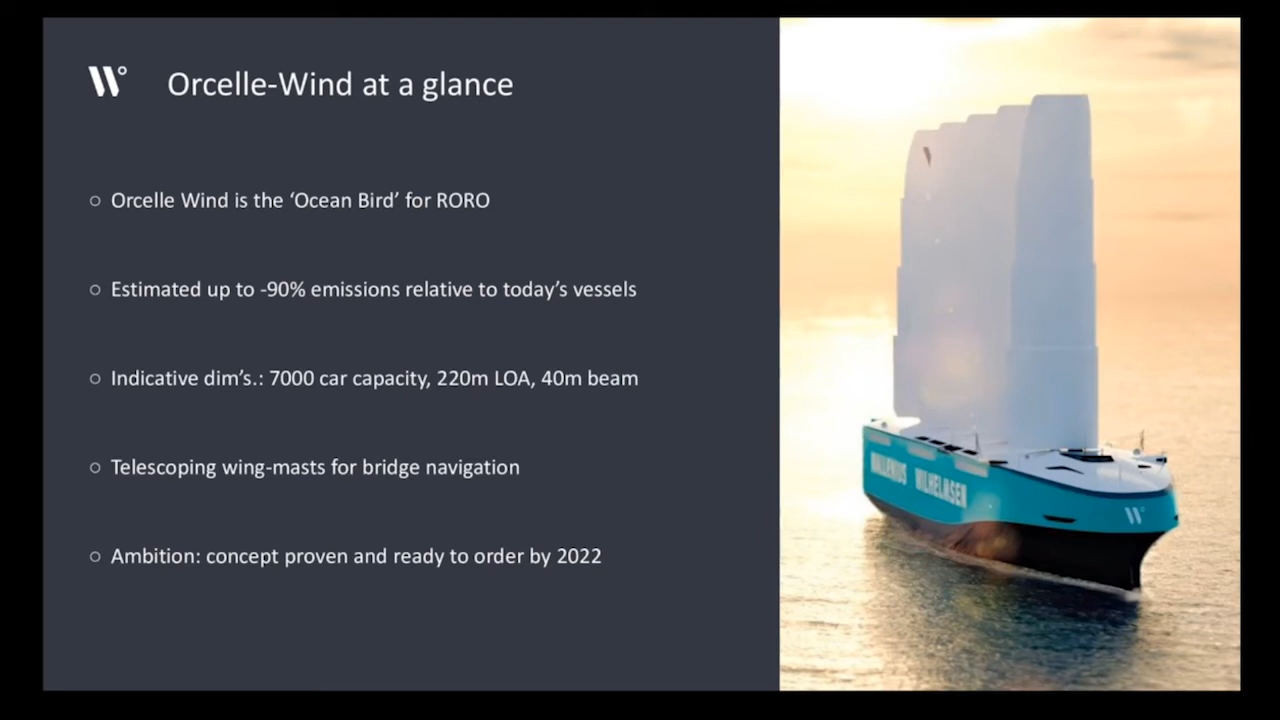 W
Orcelle-Wind at a glance
○ Orcelle Wind is the ‘Ocean Bird’ for RORO
○ Estimated up to -90% emissions relative to today’s vessels
○ Indicative dim’s.: 7000 car capacity, 220m LOA, 40m beam
○ Telescoping wing-masts for bridge navigation
○ Ambition: concept proven and ready to order by 2022
WALLENIUS WILHELMSEN
W